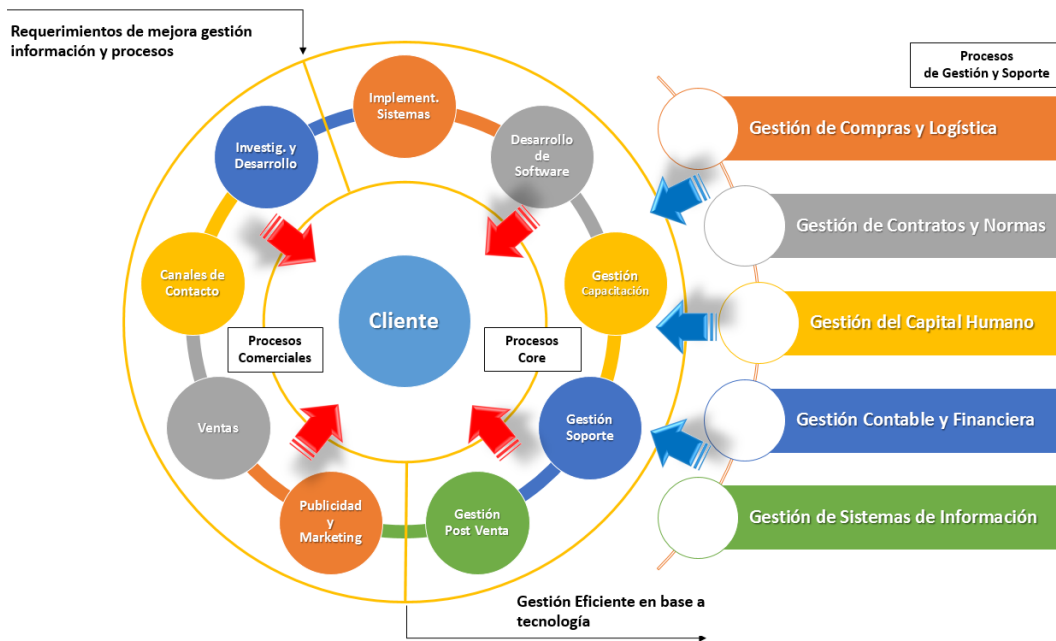 Requerimientos de mejora gestión
información y procesos
Implement.
Sistemas
Investig. y
Desarrollo
Desarrollo
de
Software
Canales de
Contacto
Gestión
Capacitación
Cliente
Procesos
Comerciales
Procesos
Core
Ventas
Gestión
Soporte
Publicidad
y
Marketing
Gestión
Post Venta
Gestión Eficiente en base a
tecnología
Procesos
de Gestión y Soporte
Gestión de Compras y Logística
Gestión de Contratos y Normas
Gestión del Capital Humano
Gestión Contable y Financiera
Gestión de Sistemas de Información